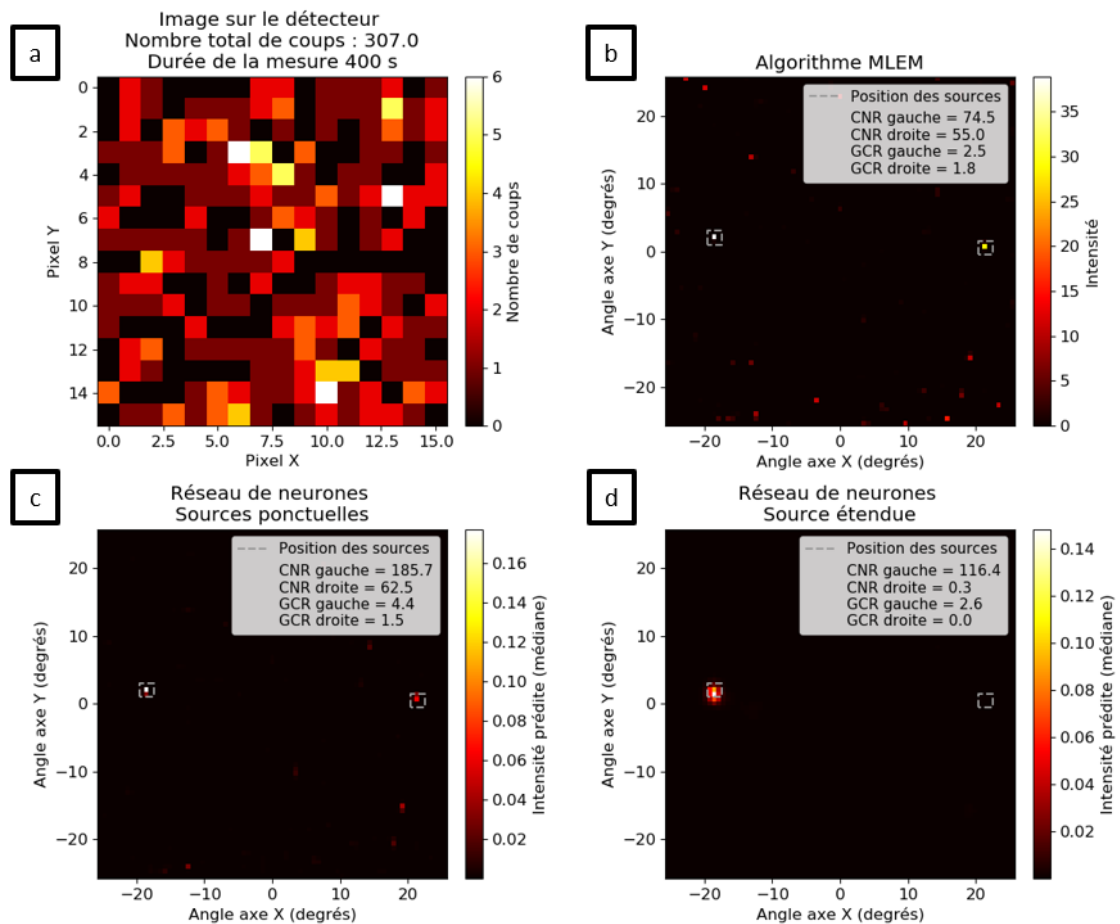 a
Image sur le détecteur
Nombre total de coups : 307.0
Durée de la mesure 400 s
0
2
4
6
8
10
12
14
Pixel Y
0.0
2.5
5.0
7.5
10.0
12.5
15.0
Pixel X
6
5
4
3
2
1
0
Nombre de coups
b
Algorithme MLEM
Position des sources
CNR gauche = 74.5
CNR droite = 55.0
GCR gauche = 2.5
GCR droite = 1.8
20
10
0
−10
−20
Angle axe Y (degrés)
−20
−10
0
10
20
Angle axe X (degrés)
35
30
25
20
15
10
5
0
Intensité
c
Réseau de neurones
Sources ponctuelles
Position des sources
CNR gauche = 185.7
CNR droite = 62.5
GCR gauche = 4.4
GCR droite = 1.5
20
10
0
−10
−20
Angle axe Y (degrés)
−20
−10
0
10
20
Angle axe X (degrés)
0.16
0.14
0.12
0.10
0.08
0.06
0.04
0.02
Intensité prédite (médiane)
d
Réseau de neurones
Source étendue
Position des sources
CNR gauche = 116.4
CNR droite = 0.3
GCR gauche = 2.6
GCR droite = 0.0
20
10
0
−10
−20
Angle axe Y (degrés)
−20
−10
0
10
20
Angle axe X (degrés)
0.14
0.12
0.10
0.08
0.06
0.04
0.02
Intensité prédite (médiane)